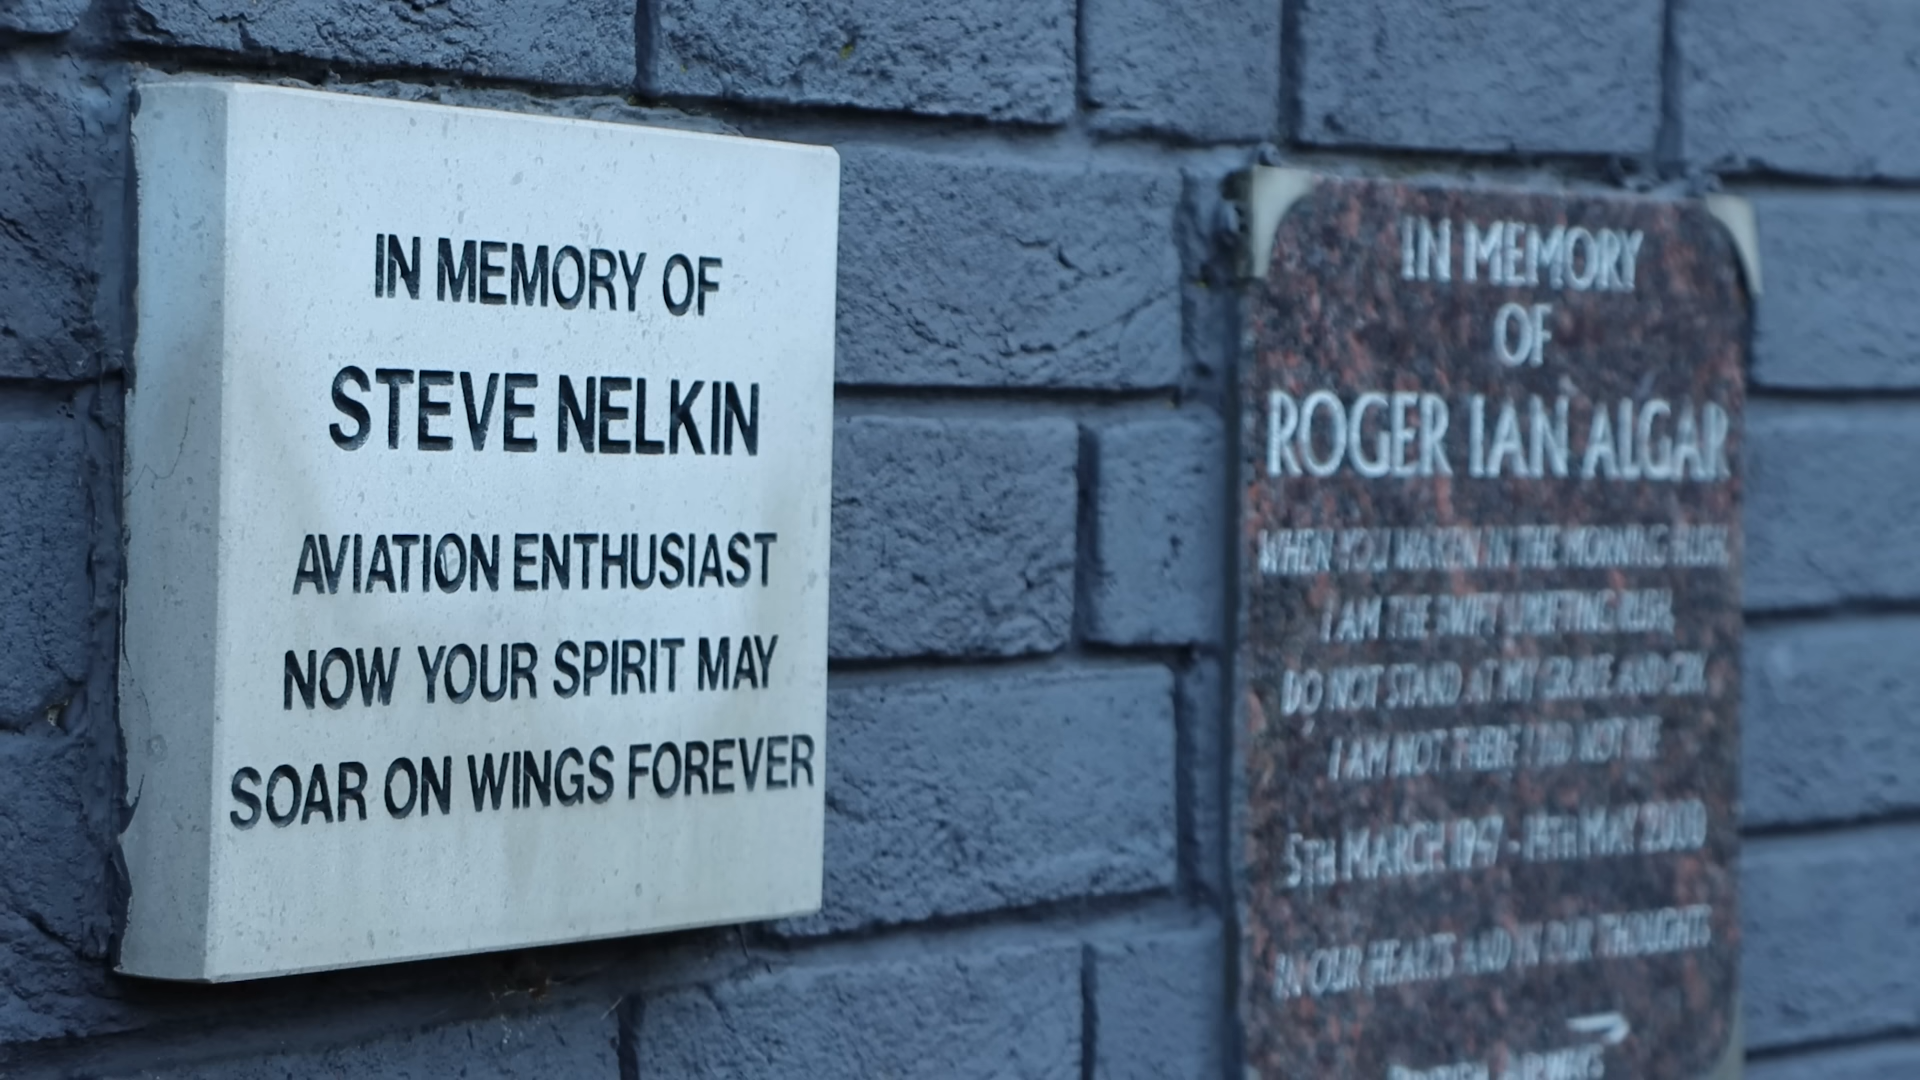 IN MEMORY OF
STEVE NELKIN
AVIATION ENTHUSIAST
NOW YOUR SPIRIT MAY
SOAR ON WINGS FOREVER
IN MEMORY
OF
ROGER IAN ALGAR
WHEN YOU WAKEN IN THE MORNING HUSH,
I AM THE SWIFT UPLIFTING RUSH,
DO NOT STAND AT MY GRAVE AND CRY,
I AM NOT THERE I DID NOT DIE
5TH MARCH 1947 - MAY 2000
IN OUR HEARTS AND IN OUR THOUGHTS
BRITISH AIRWAYS